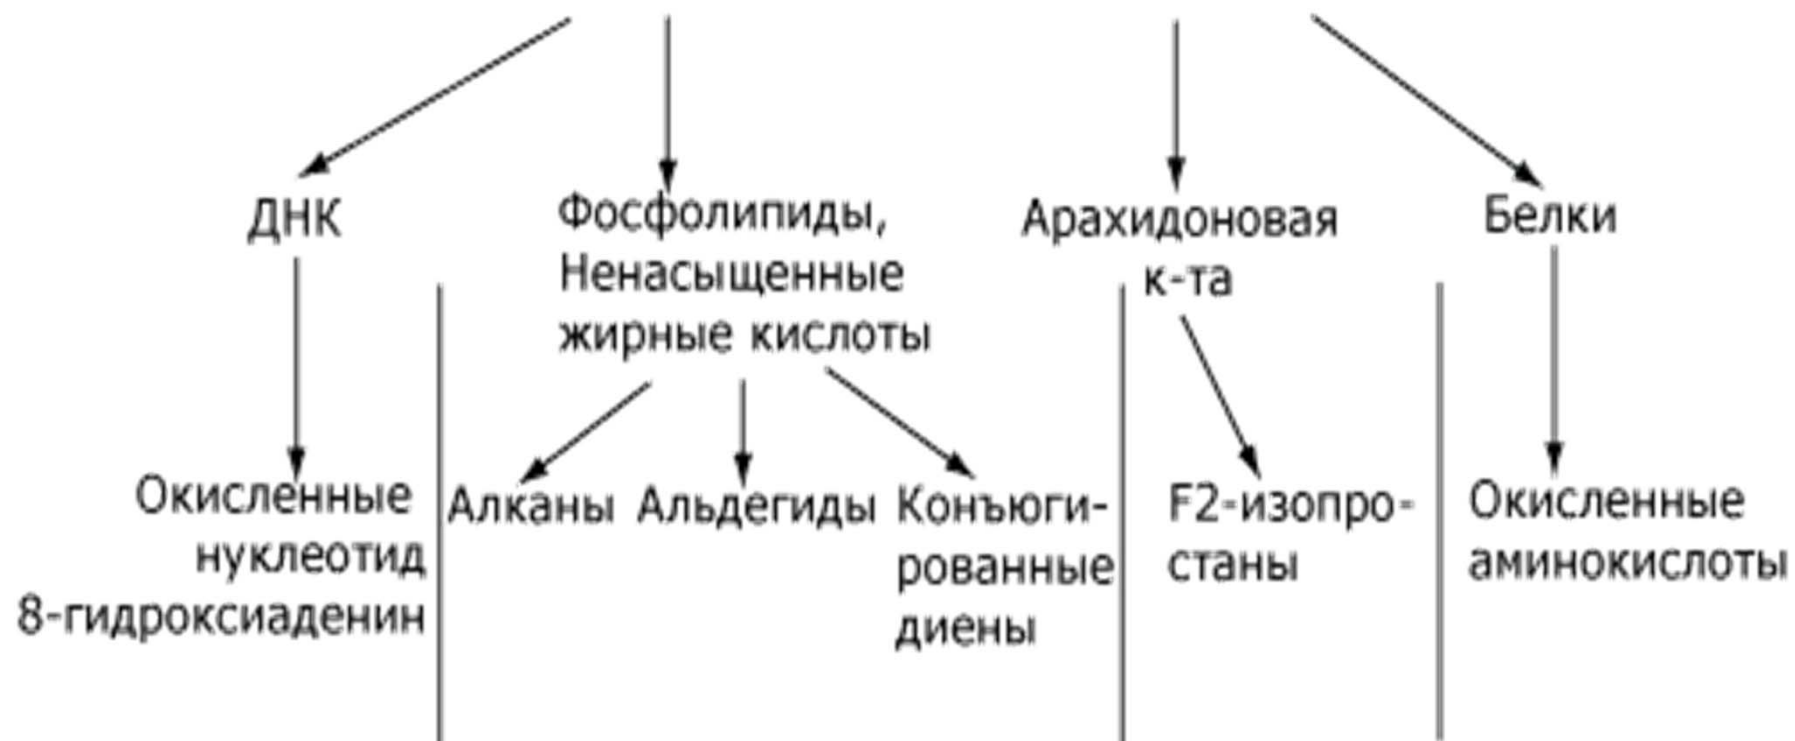 ДНК
Фосфолипиды,
Ненасыщенные
жирные кислоты
Арахидоновая
к-та
Белки
Окисленные
нуклеотид
8-гидроксиаденин
Алканы
Альдегиды
Конъюги-
рованные
диены
F2-изопро-
станы
Окисленные
аминокислоты